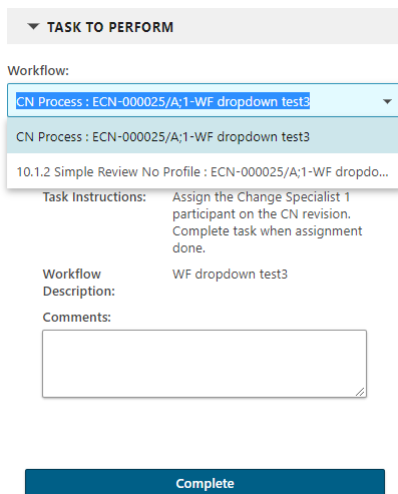 TASK TO PERFORM
Workflow:
CN Process : ECN-000025/A;1-WF dropdown test3
CN Process : ECN-000025/A;1-WF dropdown test3
10.1.2 Simple Review No Profile : ECN-000025/A;1-WF dropdo...
Task Instructions: Assign the Change Specialist 1
participant on the CN revision.
Complete task when assignment
done.
Workflow WF dropdown test3
Description:
Comments:
Complete